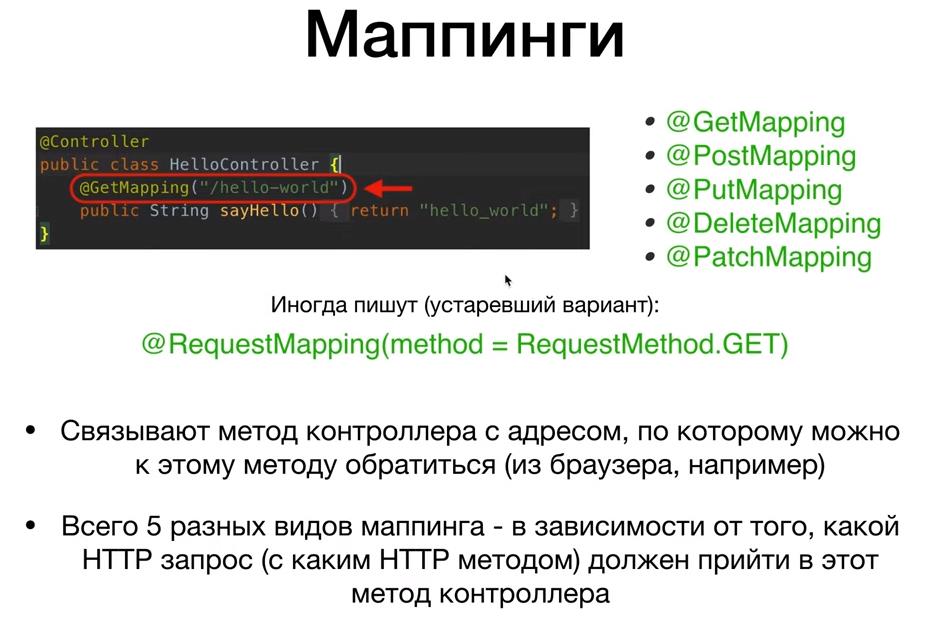 Маппинги
@Controller
public class HelloController {
@GetMapping("/hello-world")
public String sayHello() { return "hello_world"; }
}
• @GetMapping
• @PostMapping
• @PutMapping
• @DeleteMapping
• @PatchMapping
Иногда пишут (устаревший вариант):
@RequestMapping(method = RequestMethod.GET)
• Связывают метод контроллера с адресом, по которому можно
к этому методу обратиться (из браузера, например)
• Всего 5 разных видов маппинга - в зависимости от того, какой
HTTP запрос (с каким HTTP методом) должен прийти в этот
метод контроллера